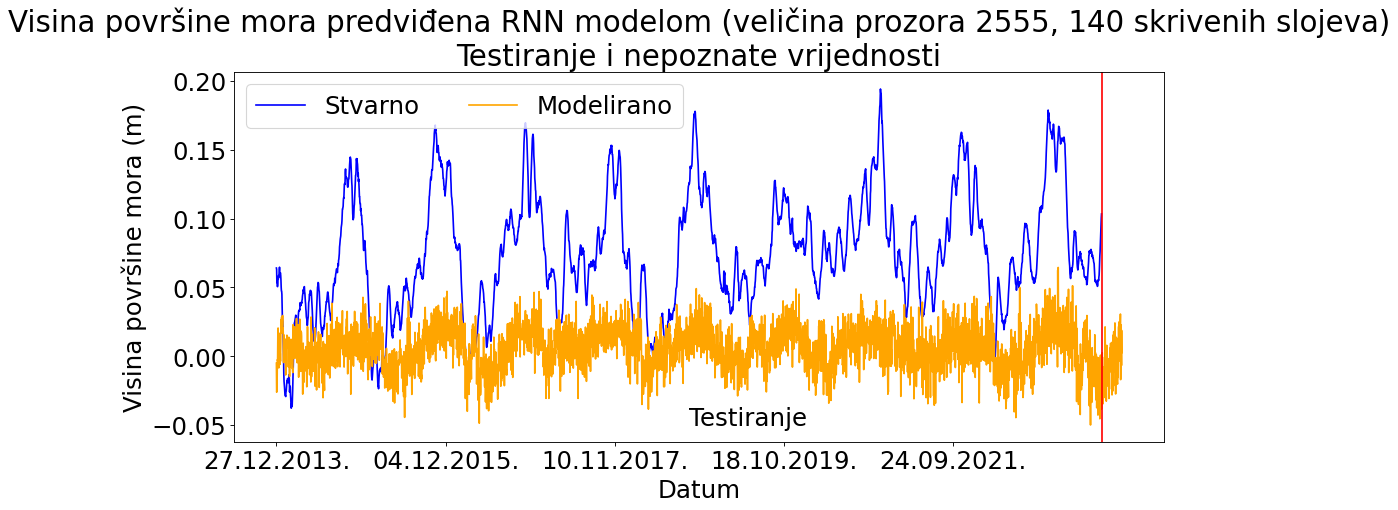 Visina površine mora predviđena RNN modelom (veličina prozora 2555, 140 skrivenih slojeva)
Testiranje i nepoznate vrijednosti
Stvarno
Modelirano
Visina površine mora (m)
0.20
0.15
0.10
0.05
0.00
−0.05
Testiranje
27.12.2013.
04.12.2015.
10.11.2017.
18.10.2019.
24.09.2021.
Datum